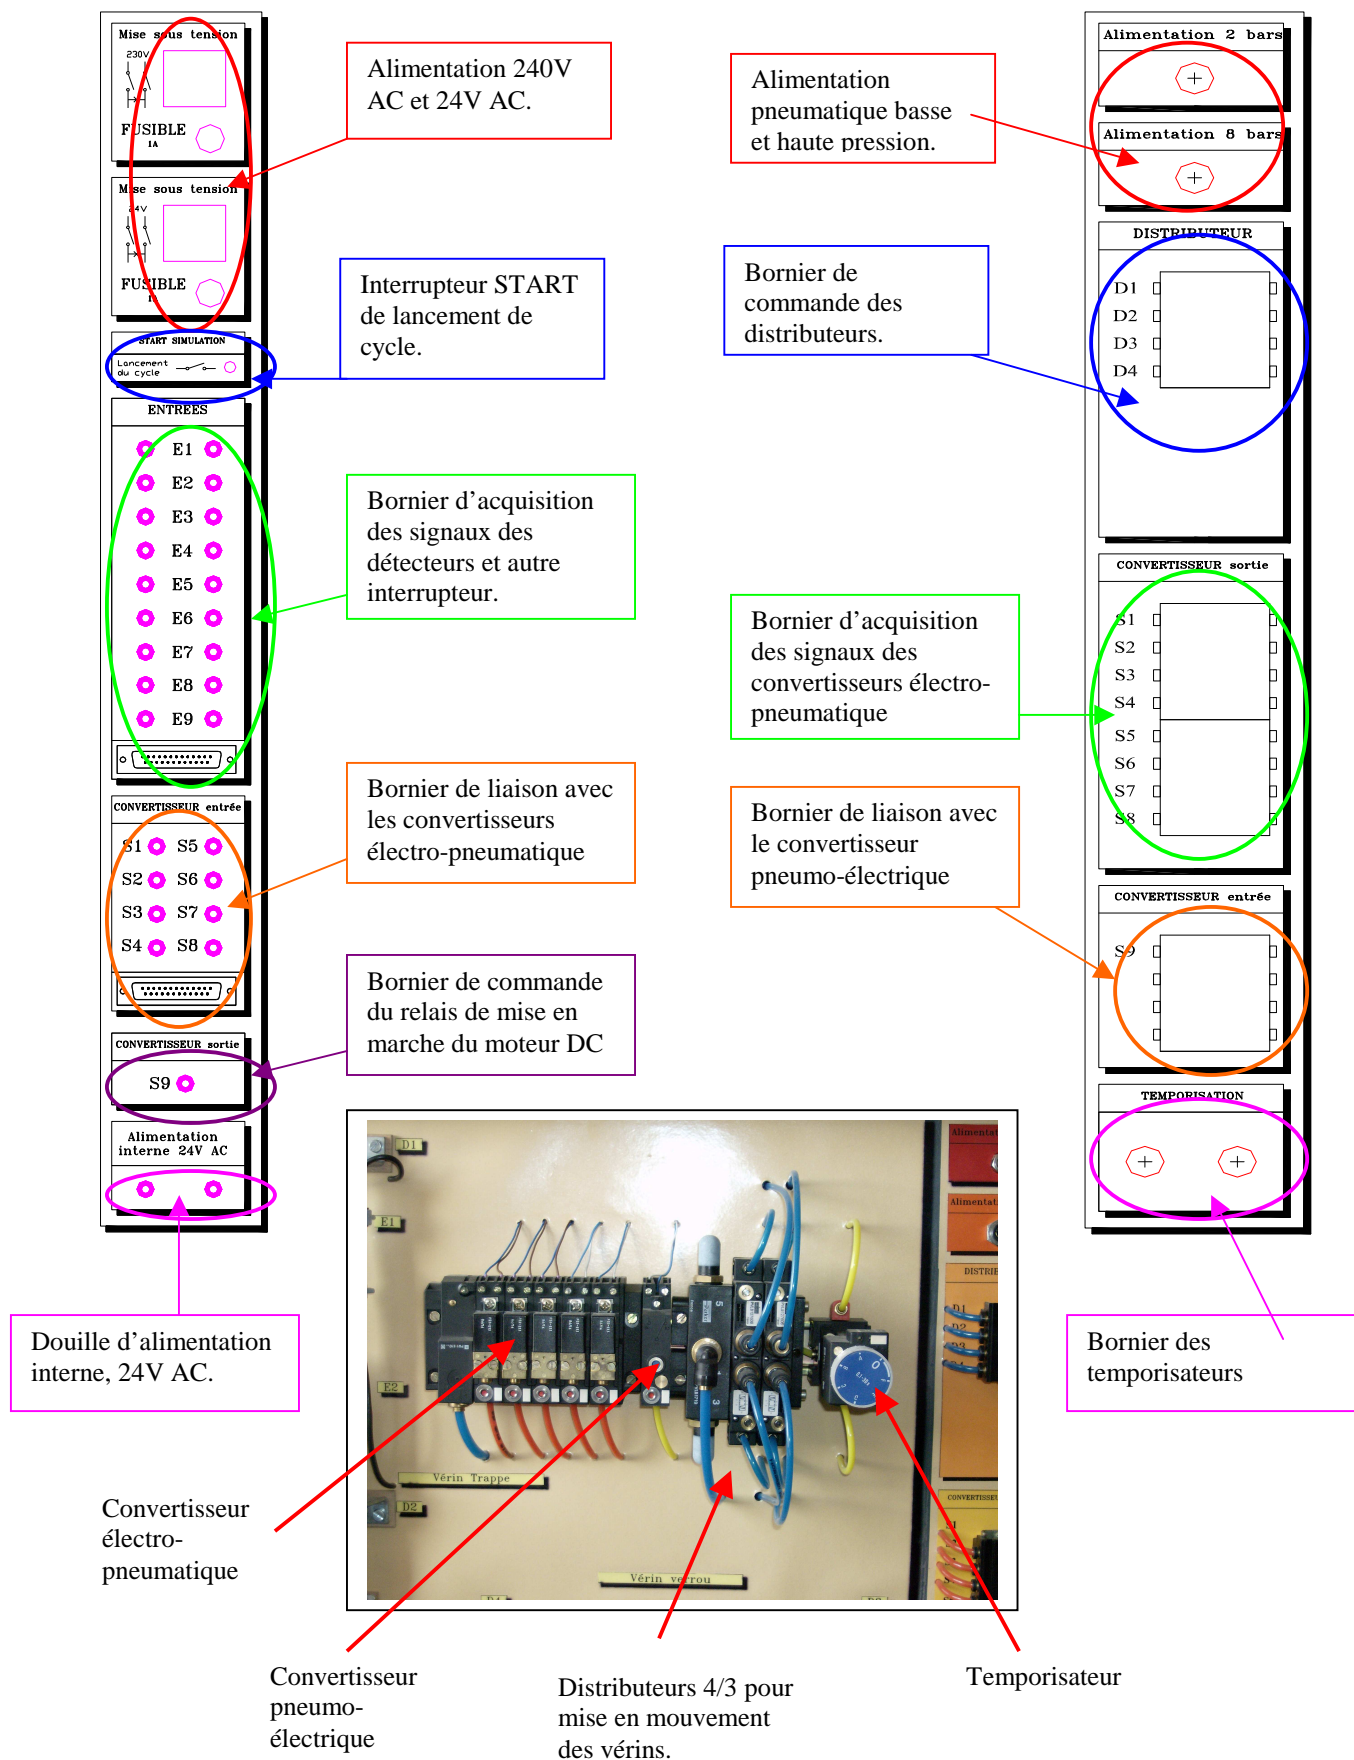 Mise sous tension
230V
FUSIBLE
1A
Mise sous tension
24V
FUSIBLE
START SIMULATION
Lancement
du cycle
ENTREES
E1
E2
E3
E4
E5
E6
E7
E8
E9
CONVERTISSEUR entrée
S1 S5
S2 S6
S3 S7
S4 S8
CONVERTISSEUR sortie
S9
Alimentation
interne 24V AC
Alimentation 240V
AC et 24V AC.
Interrupteur START
de lancement de
cycle.
Bornier d’acquisition
des signaux des
détecteurs et autre
interrupteur.
Bornier de liaison avec
les convertisseurs
électro-pneumatique
Bornier de commande
du relais de mise en
marche du moteur DC
Douille d’alimentation
interne, 24V AC.
Alimentation
pneumatique basse
et haute pression.
Bornier de
commande des
distributeurs.
Bornier d’acquisition
des signaux des
convertisseurs électro-
pneumatique
Bornier de liaison avec
le convertisseur
pneumo-électrique
Alimentation 2 bars
Alimentation 8 bars
DISTRIBUTEUR
D1
D2
D3
D4
CONVERTISSEUR sortie
S1
S2
S3
S4
S5
S6
S7
S8
CONVERTISSEUR entrée
S9
TEMPORISATION
Bornier des
temporisateurs
D1
E1
E2
Vérin Trappe
D2
Vérin verrou
D1
D2
Convertisseur
électro-
pneumatique
Convertisseur
pneumo-
électrique
Distributeurs 4/3 pour
mise en mouvement
des vérins.
Temporisateur